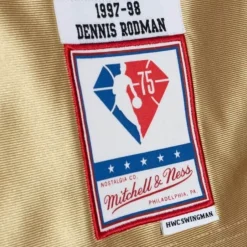 1997-98
DENNIS RODMAN
75
NOSTALGIA CO.
Mitchell & Ness
PHILADELPHIA, PA.
HWC SWINGMAN